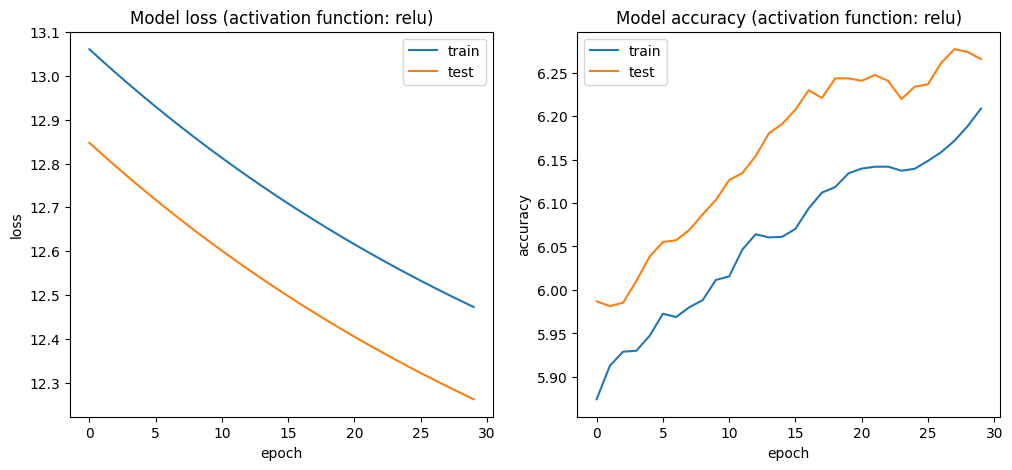 Model loss (activation function: relu)
13.1
13.0
12.9
12.8
12.7
12.6
12.5
12.4
12.3
loss
0 5 10 15 20 25 30
epoch
train
test
Model accuracy (activation function: relu)
6.25
6.20
6.15
6.10
6.05
6.00
5.95
5.90
accuracy
0 5 10 15 20 25 30
epoch
train
test